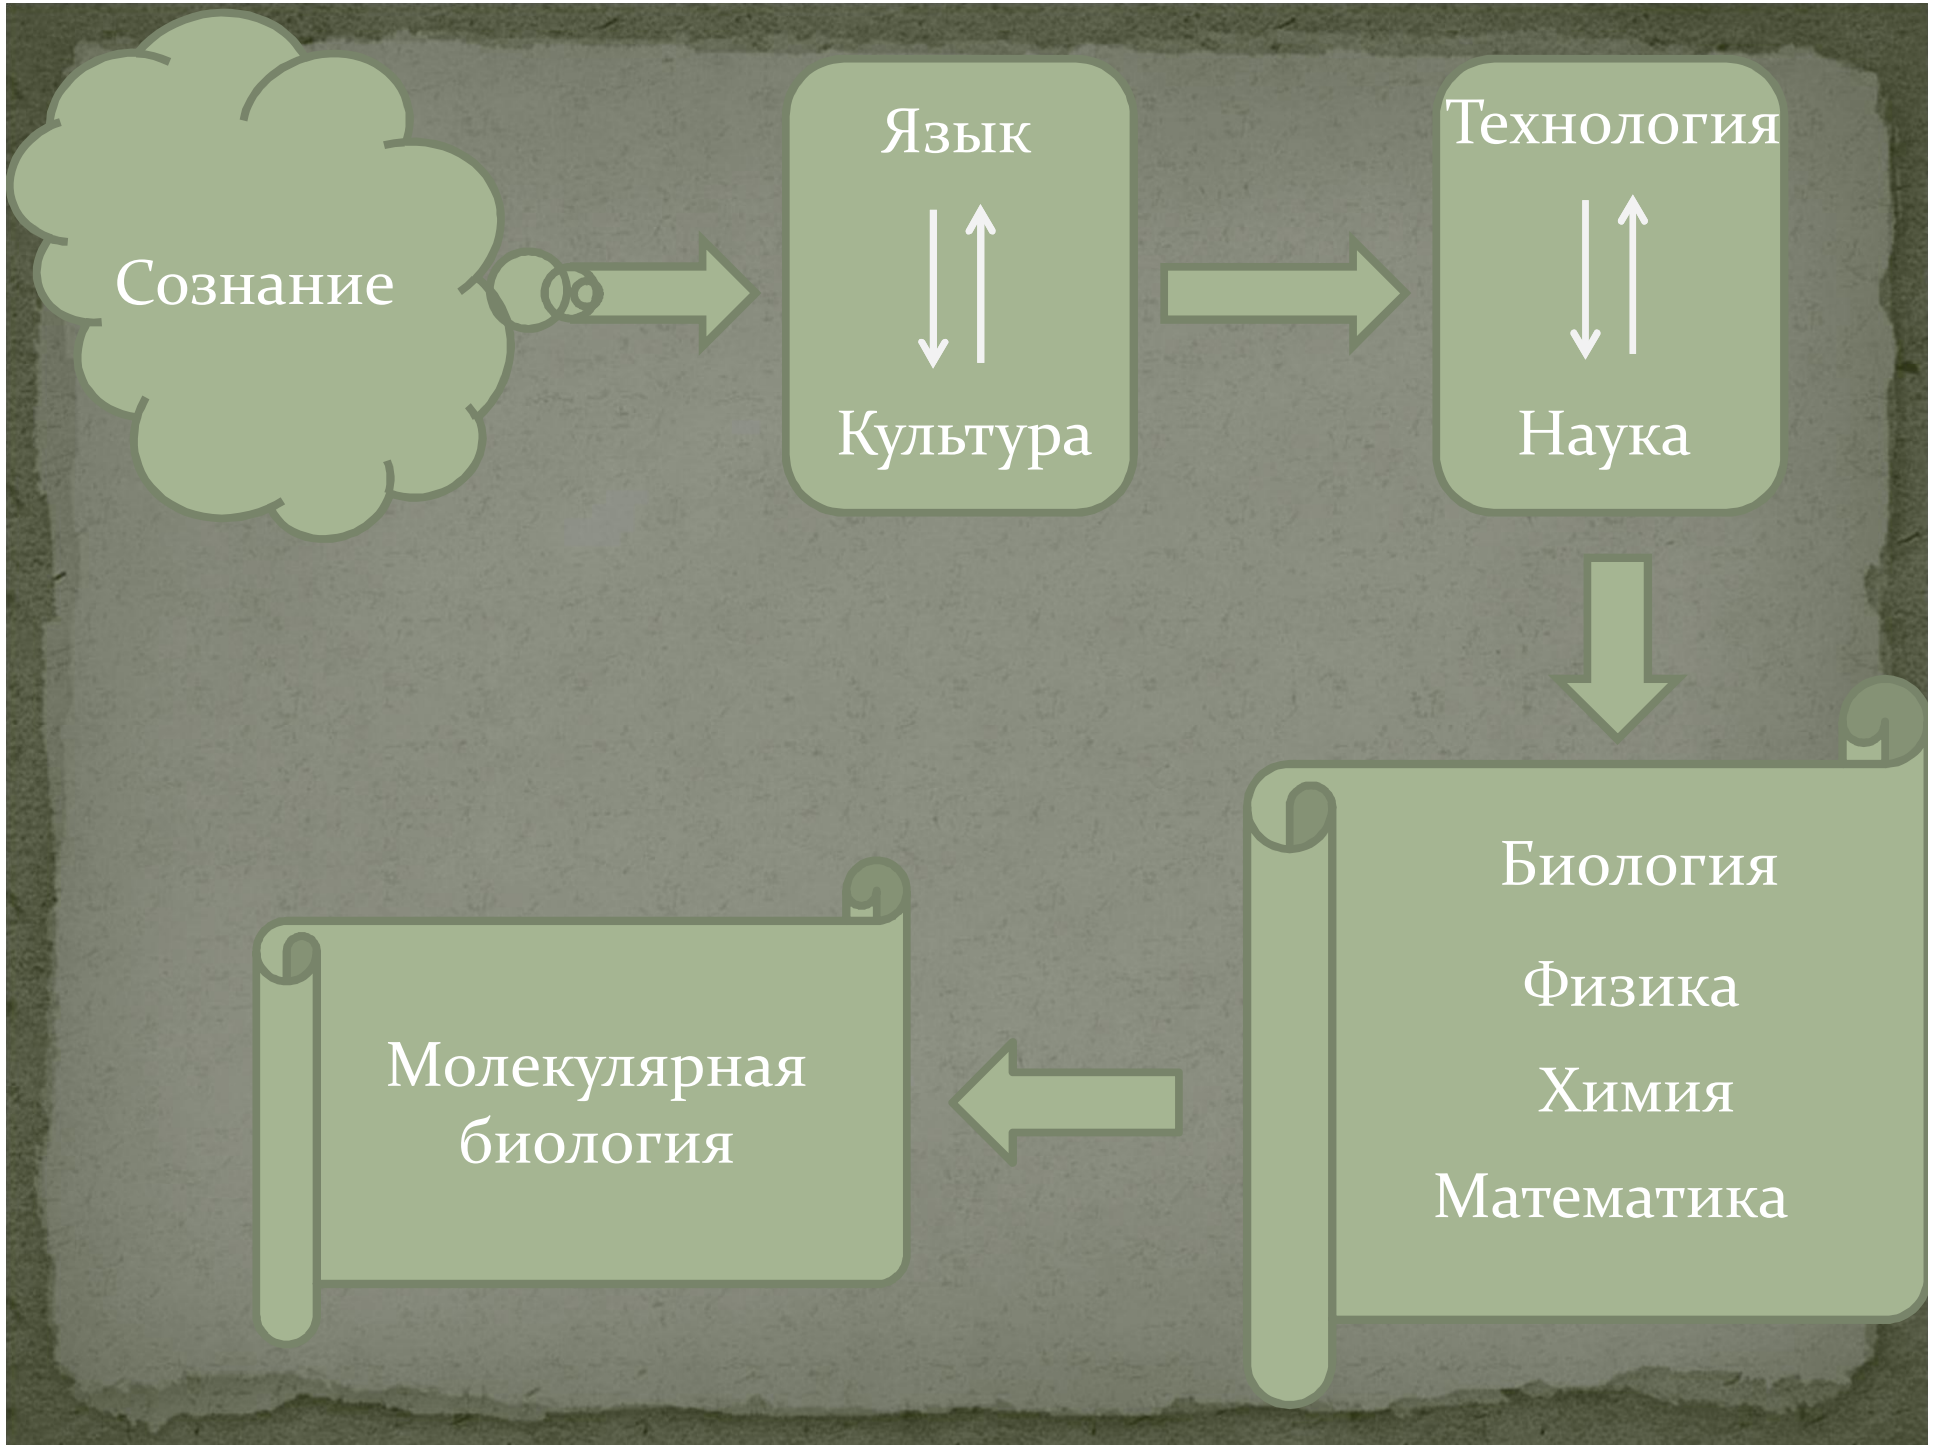 Сознание
Язык
Культура
Технология
Наука
Биология
Физика
Химия
Математика
Молекулярная
биология